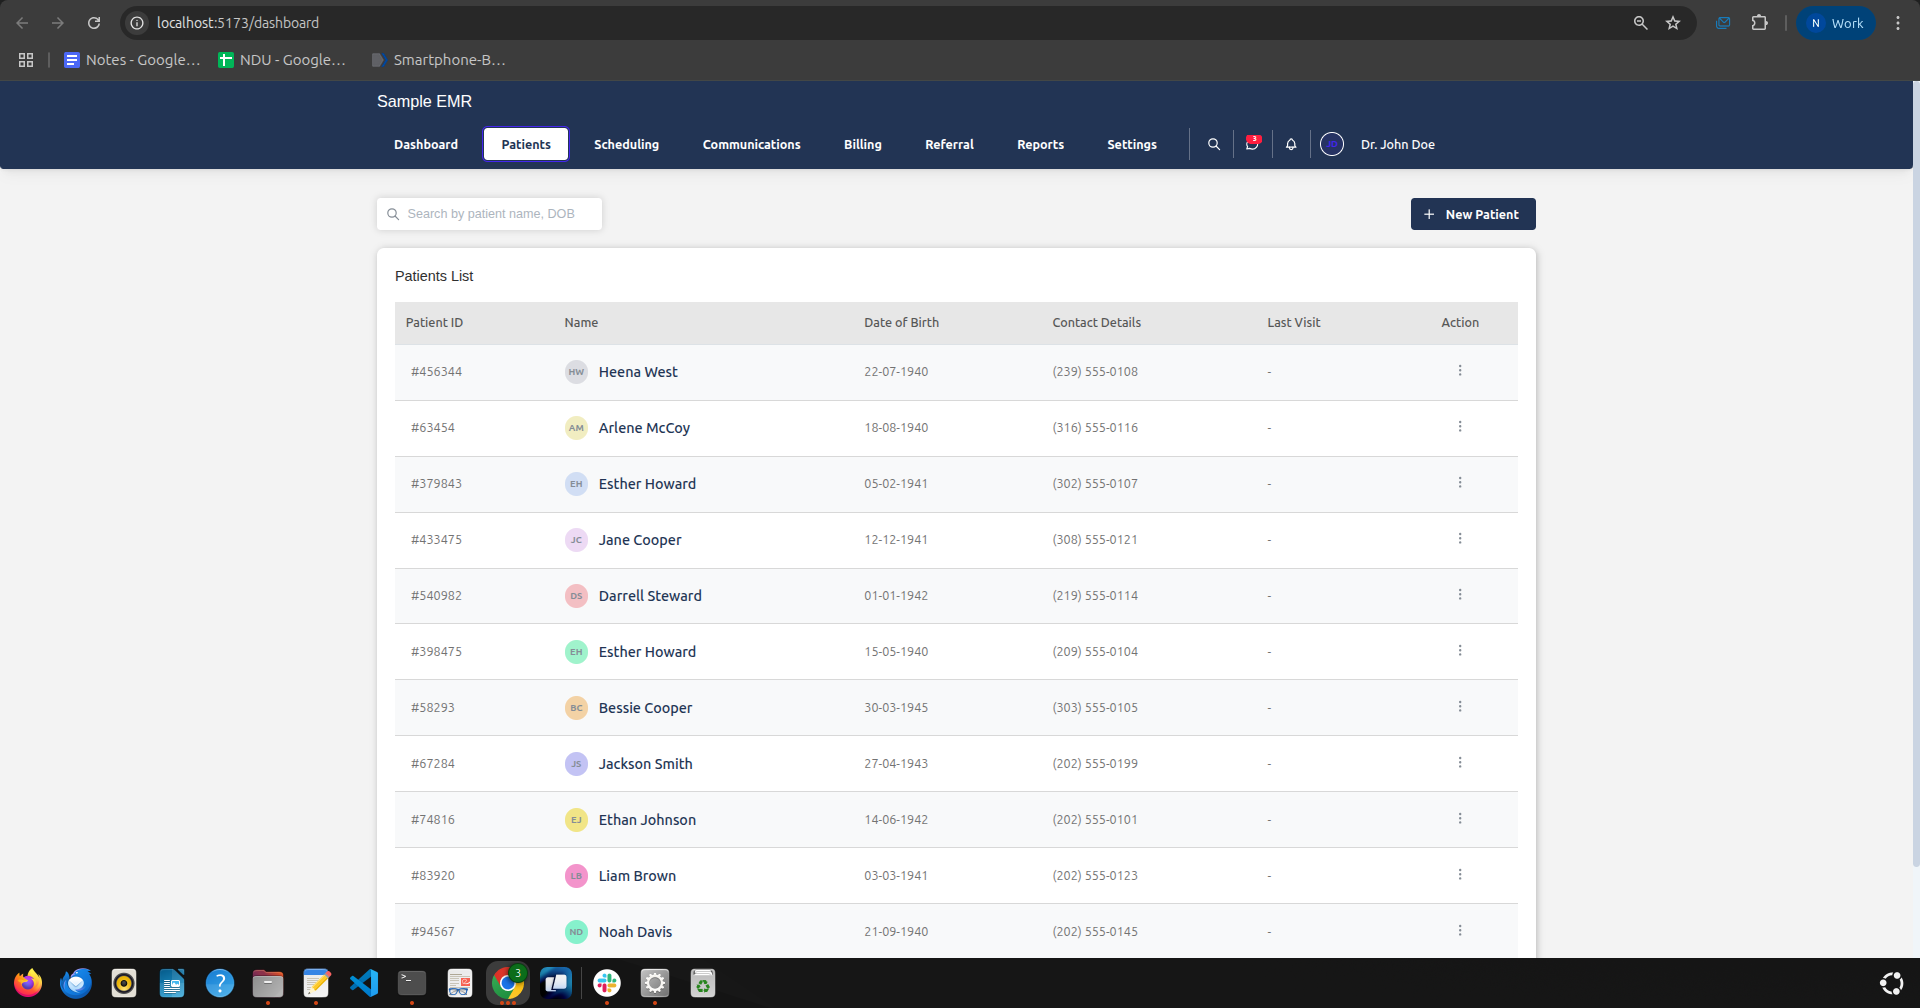 localhost:5173/dashboard
N Work
Notes - Google... NDU - Google... Smartphone-B...
Sample EMR
Dashboard Patients Scheduling Communications Billing Referral Reports Settings 3 Dr. John Doe
Search by patient name, DOB + New Patient
Patients List
Patient ID Name Date of Birth Contact Details Last Visit Action
#456344 HW Heena West 22-07-1940 (239) 555-0108 -
#63454 AM Arlene McCoy 18-08-1940 (316) 555-0116 -
#379843 EH Esther Howard 05-02-1941 (302) 555-0107 -
#433475 JC Jane Cooper 12-12-1941 (308) 555-0121 -
#540982 DS Darrell Steward 01-01-1942 (219) 555-0114 -
#398475 EH Esther Howard 15-05-1940 (209) 555-0104 -
#58293 BC Bessie Cooper 30-03-1945 (303) 555-0105 -
#67284 JS Jackson Smith 27-04-1943 (202) 555-0199 -
#74816 EJ Ethan Johnson 14-06-1942 (202) 555-0101 -
#83920 LB Liam Brown 03-03-1941 (202) 555-0123 -
#94567 ND Noah Davis 21-09-1940 (202) 555-0145 -
3